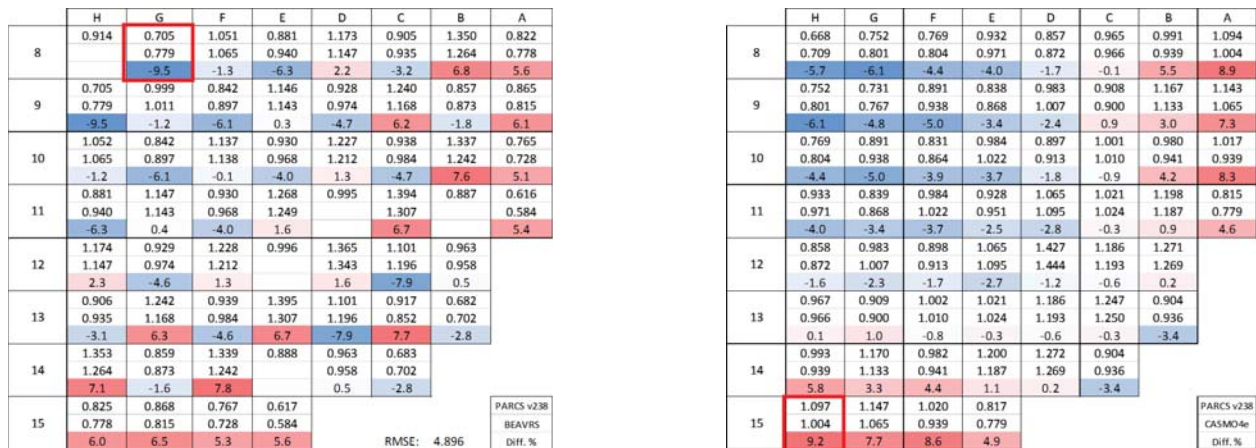 H G F E D C B A
0.914 0.705 1.051 0.881 1.173 0.905 1.350 0.822
8 0.779 1.065 0.940 1.147 0.935 1.264 0.778
-9.5 -1.3 -6.3 2.2 -3.2 6.8 5.6
0.705 0.999 0.842 1.146 0.928 1.240 0.857 0.865
9 0.779 1.011 0.897 1.143 0.974 1.168 0.873 0.815
-9.5 -1.2 -6.1 0.3 -4.7 6.2 -1.8 6.1
1.052 0.842 1.137 0.930 1.227 0.938 1.337 0.765
10 1.065 0.897 1.138 0.968 1.212 0.984 1.242 0.728
-1.2 -6.1 -0.1 -4.0 1.3 -4.7 7.6 5.1
0.881 1.147 0.930 1.268 0.995 1.394 0.887 0.616
11 0.940 1.143 0.968 1.249 1.307 0.584
-6.3 0.4 -4.0 1.6 6.7 5.4
1.174 0.929 1.228 0.996 1.365 1.101 0.963
12 1.147 0.974 1.212 1.343 1.196 0.958
2.3 -4.6 1.3 1.6 -7.9 0.5
0.906 1.242 0.939 1.395 1.101 0.917 0.682
13 0.935 1.168 0.984 1.307 1.196 0.852 0.702
-3.1 6.3 -4.6 6.7 -7.9 7.7 -2.8
1.353 0.859 1.339 0.888 0.963 0.683
14 1.264 0.873 1.242 0.958 0.702
7.1 -1.6 7.8 0.5 -2.8
0.825 0.868 0.767 0.617 PARCS v238
15 0.778 0.815 0.728 0.584 BEAVRS
6.0 6.5 5.3 5.6 RMSE: 4.896 Diff. %
H G F E D C B A
0.668 0.752 0.769 0.932 0.857 0.965 0.991 1.094
8 0.709 0.801 0.804 0.971 0.872 0.966 0.939 1.004
-5.7 -6.1 -4.4 -4.0 -1.7 -0.1 5.5 8.9
0.752 0.731 0.891 0.838 0.983 0.908 1.167 1.143
9 0.801 0.767 0.938 0.868 1.007 0.900 1.133 1.065
-6.1 -4.8 -5.0 -3.4 -2.4 0.9 3.0 7.3
0.769 0.891 0.831 0.984 0.897 1.001 0.980 1.017
10 0.804 0.938 0.864 1.022 0.913 1.010 0.941 0.939
-4.4 -5.0 -3.9 -3.7 -1.8 -0.9 4.2 8.3
0.933 0.839 0.984 0.928 1.065 1.021 1.198 0.815
11 0.971 0.868 1.022 0.951 1.095 1.024 1.187 0.779
-4.0 -3.4 -3.7 -2.5 -2.8 -0.3 0.9 4.6
0.858 0.983 0.898 1.065 1.427 1.186 1.271
12 0.872 1.007 0.913 1.095 1.444 1.193 1.269
-1.6 -2.3 -1.7 -2.7 -1.2 -0.6 0.2
0.967 0.909 1.002 1.021 1.186 1.247 0.904
13 0.966 0.900 1.010 1.024 1.193 1.250 0.936
0.1 1.0 -0.8 -0.3 -0.6 -0.3 -3.4
0.993 1.170 0.982 1.200 1.272 0.904
14 0.939 1.133 0.941 1.187 1.269 0.936
5.8 3.3 4.4 1.1 0.2 -3.4
1.097 1.147 1.020 0.817 PARCS v238
15 1.004 1.065 0.939 0.779 CASMO4e
9.2 7.7 8.6 4.9 Diff. %